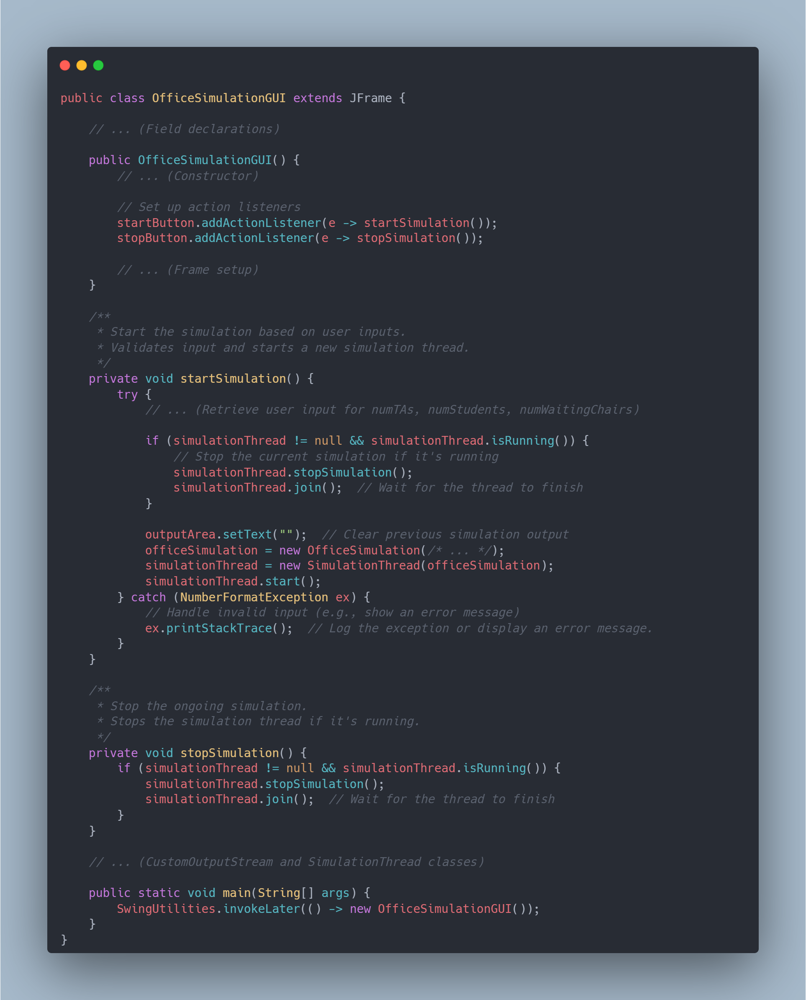 public class OfficeSimulationGUI extends JFrame {
// ... (Field declarations)
public OfficeSimulationGUI() {
// ... (Constructor)
// Set up action listeners
startButton.addActionListener(e -> startSimulation());
stopButton.addActionListener(e -> stopSimulation());
// ... (Frame setup)
}
/**
* Start the simulation based on user inputs.
* Validates input and starts a new simulation thread.
*/
private void startSimulation() {
try {
// ... (Retrieve user input for numTAs, numStudents, numWaitingChairs)
if (simulationThread != null && simulationThread.isRunning()) {
// Stop the current simulation if it's running
simulationThread.stopSimulation();
simulationThread.join();  // Wait for the thread to finish
}
outputArea.setText("");  // Clear previous simulation output
officeSimulation = new OfficeSimulation(/* ... */);
simulationThread = new SimulationThread(officeSimulation);
simulationThread.start();
} catch (NumberFormatException ex) {
// Handle invalid input (e.g., show an error message)
ex.printStackTrace();  // Log the exception or display an error message.
}
}
/**
* Stop the ongoing simulation.
* Stops the simulation thread if it's running.
*/
private void stopSimulation() {
if (simulationThread != null && simulationThread.isRunning()) {
simulationThread.stopSimulation();
simulationThread.join();  // Wait for the thread to finish
}
}
// ... (CustomOutputStream and SimulationThread classes)
public static void main(String[] args) {
SwingUtilities.invokeLater(() -> new OfficeSimulationGUI());
}
}